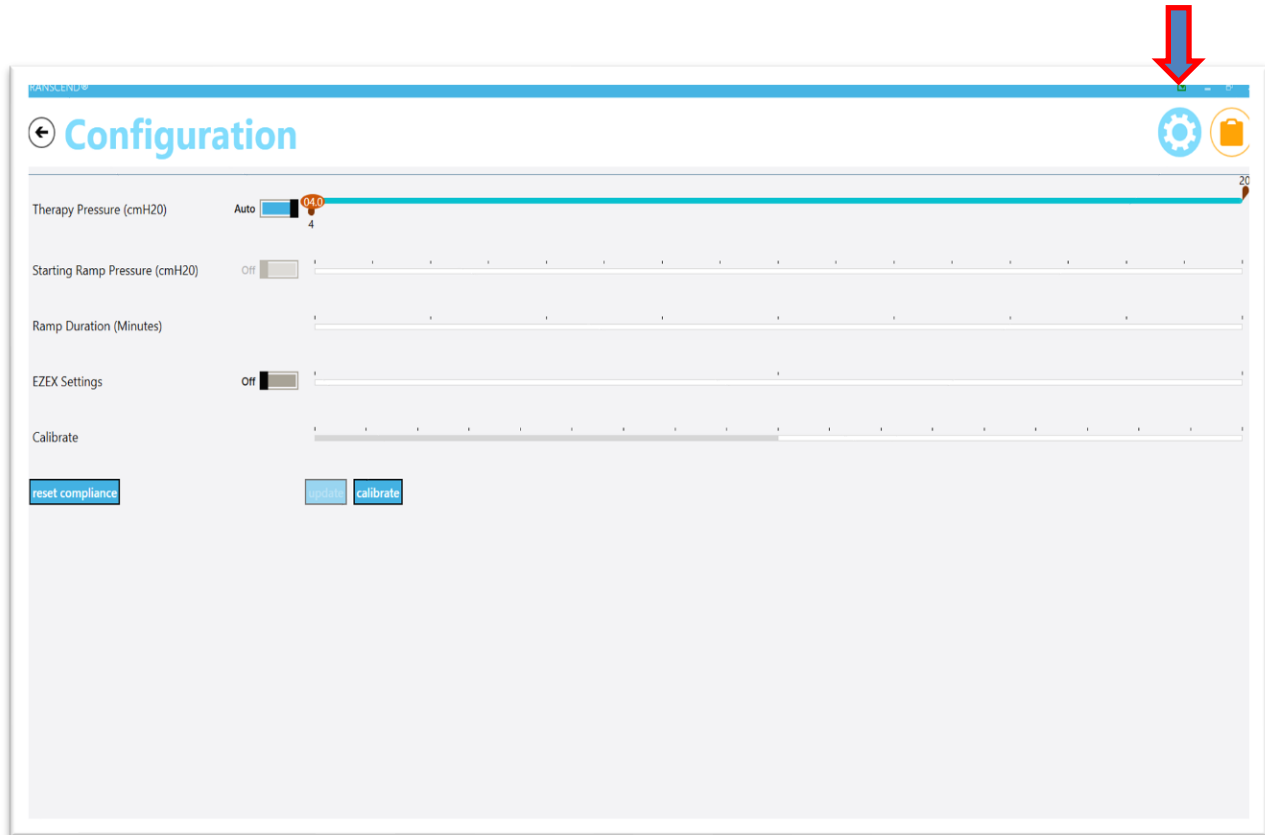 RANSCEND®
Configuration
20
Therapy Pressure (cmH20)
Auto
04.0
4
Starting Ramp Pressure (cmH20)
Off
Ramp Duration (Minutes)
EZEX Settings
Off
Calibrate
reset compliance
update
calibrate